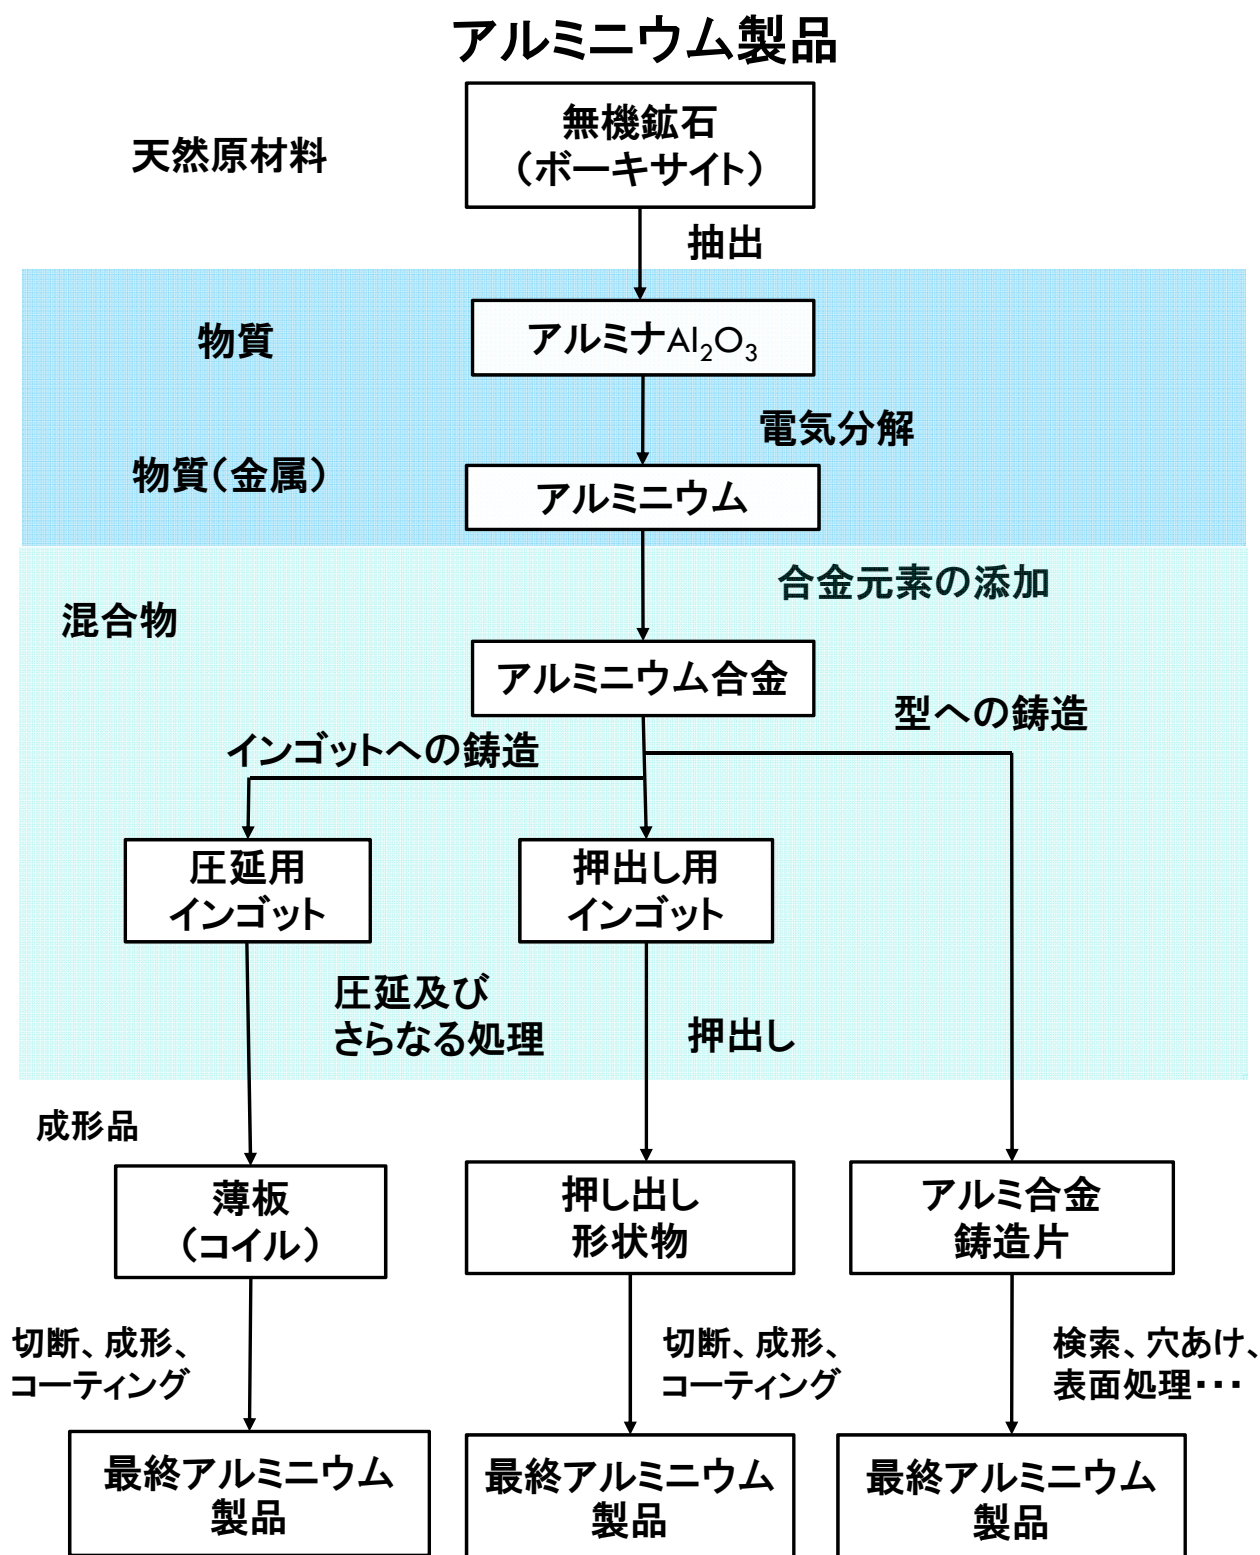 アルミニウム製品
天然原材料
無機鉱石
（ボーキサイト）
抽出
物質
アルミナAl₂O₃
電気分解
物質（金属）
アルミニウム
合金元素の添加
混合物
アルミニウム合金
型への鋳造
インゴットへの鋳造
圧延用
インゴット
押出し用
インゴット
圧延及び
さらなる処理
押出し
成形品
薄板
（コイル）
押し出し
形状物
アルミ合金
鋳造片
切断、成形、
コーティング
切断、成形、
コーティング
検索、穴あけ、
表面処理・・・
最終アルミニウム
製品
最終アルミニウム
製品
最終アルミニウム
製品